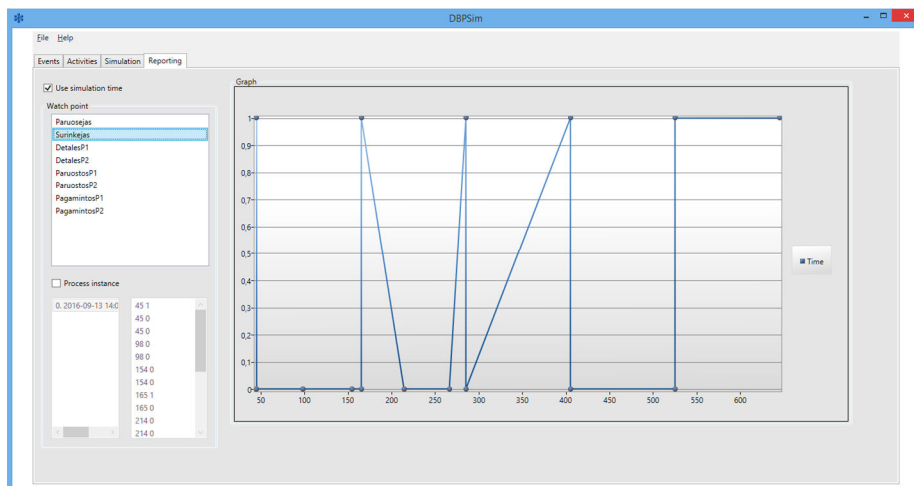 DBPSim
File Help
Events Activities Simulation Reporting
Use simulation time
Watch point
Paruosejas
Surinkejas
DetalesP1
DetalesP2
ParuostosP1
ParuostosP2
PagamintosP1
PagamintosP2
Process instance
0. 2016-09-13 14:0
45 1
45 0
45 0
98 0
98 0
154 0
154 0
165 1
165 0
214 0
214 0
Graph
1
0,9
0,8
0,7
0,6
0,5
0,4
0,3
0,2
0,1
0
50 100 150 200 250 300 350 400 450 500 550 600
Time